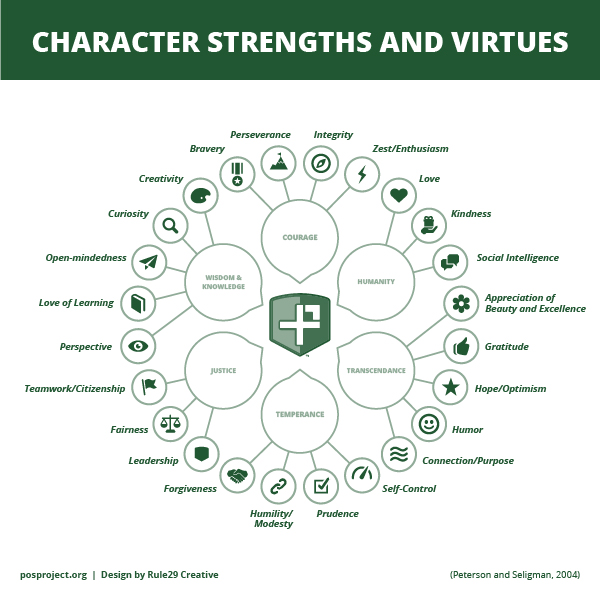 CHARACTER STRENGTHS AND VIRTUES
Perseverance
Integrity
Bravery
Zest/Enthusiasm
Creativity
Love
Curiosity
Kindness
Open-mindedness
Social Intelligence
Love of Learning
Appreciation of
Beauty and Excellence
Perspective
Gratitude
Teamwork/Citizenship
Hope/Optimism
Fairness
Humor
Leadership
Connection/Purpose
Forgiveness
Self-Control
Humility/
Modesty
Prudence
COURAGE
WISDOM &
KNOWLEDGE
HUMANITY
JUSTICE
TRANSCENDANCE
TEMPERANCE
TM
posproject.org | Design by Rule29 Creative
(Peterson and Seligman, 2004)